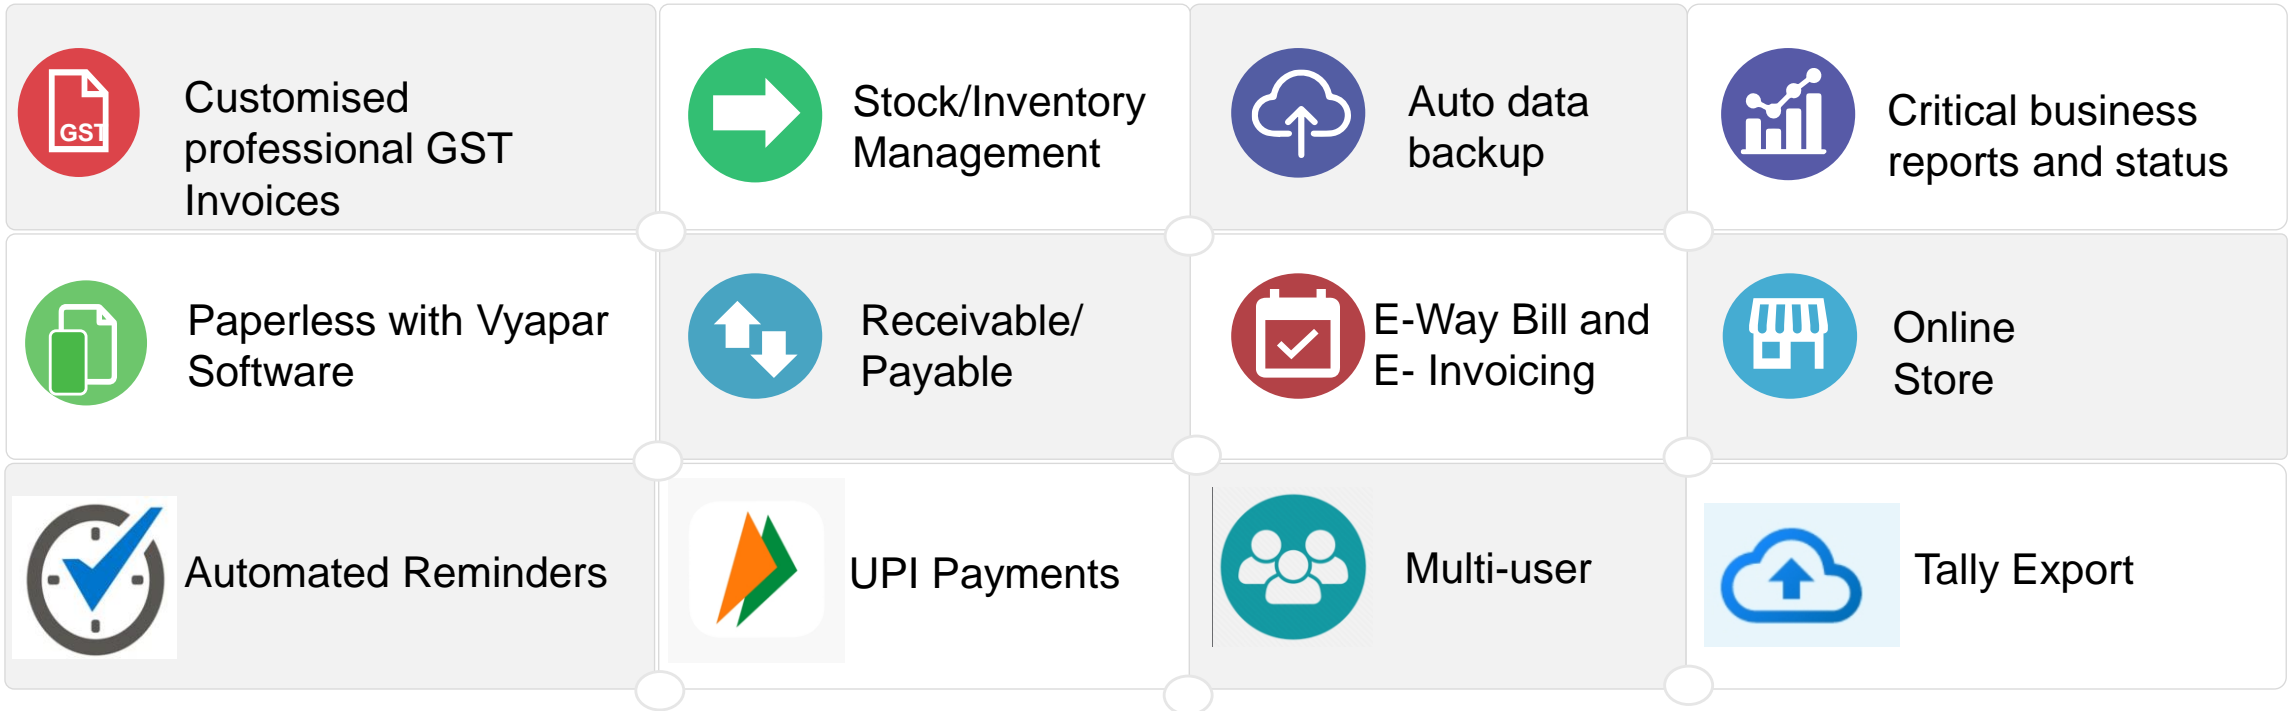 GST
Customised
professional GST
Invoices
Stock/Inventory
Management
Auto data
backup
Critical business
reports and status
Paperless with Vyapar
Software
Receivable/
Payable
E-Way Bill and
E- Invoicing
Online
Store
Automated Reminders
UPI Payments
Multi-user
Tally Export